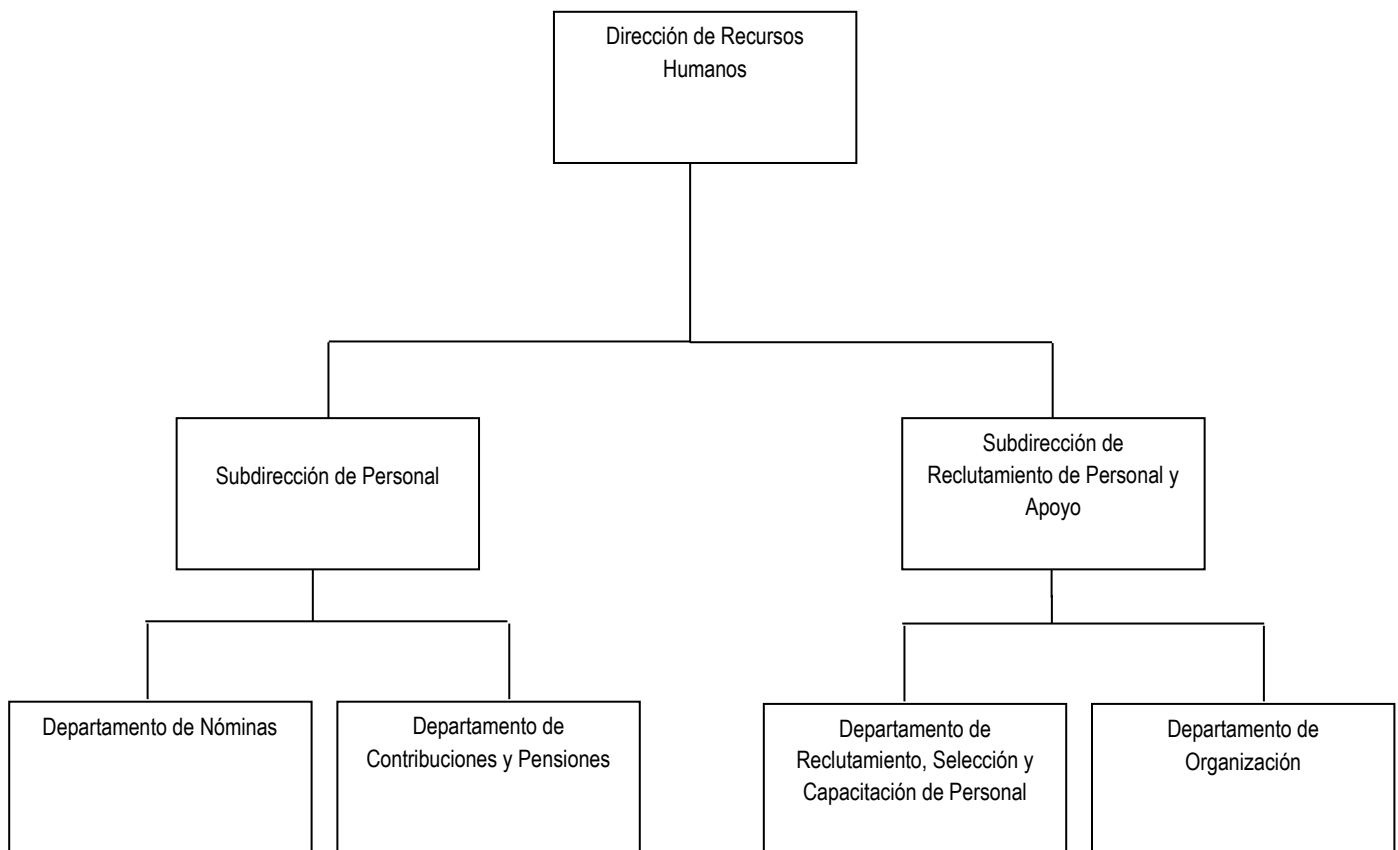 Dirección de Recursos
Humanos
Subdirección de Personal
Subdirección de
Reclutamiento de Personal y
Apoyo
Departamento de Nóminas
Departamento de
Contribuciones y Pensiones
Departamento de
Reclutamiento, Selección y
Capacitación de Personal
Departamento de
Organización